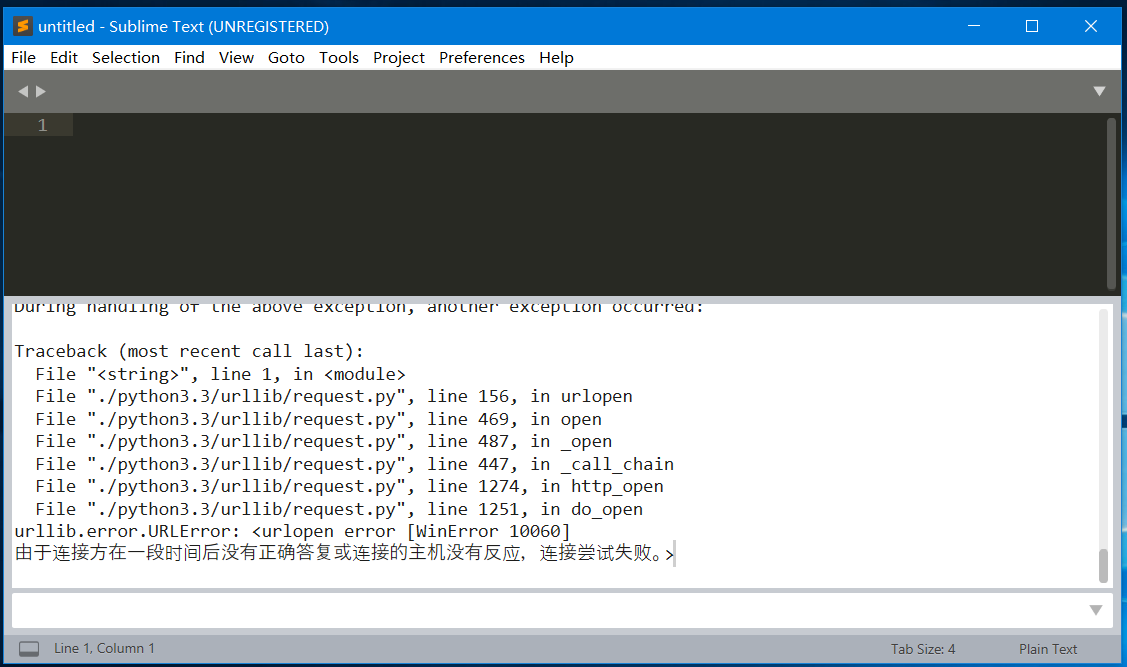 untitled - Sublime Text (UNREGISTERED)
File Edit Selection Find View Goto Tools Project Preferences Help
1
During handling of the above exception, another exception occurred:
Traceback (most recent call last):
File "<string>", line 1, in <module>
File "./python3.3/urllib/request.py", line 156, in urlopen
File "./python3.3/urllib/request.py", line 469, in open
File "./python3.3/urllib/request.py", line 487, in _open
File "./python3.3/urllib/request.py", line 447, in _call_chain
File "./python3.3/urllib/request.py", line 1274, in http_open
File "./python3.3/urllib/request.py", line 1251, in do_open
urllib.error.URLError: <urlopen error [WinError 10060]
由于连接方在一段时间后没有正确答复或连接的主机没有反应，连接尝试失败。>
Line 1, Column 1 Tab Size: 4 Plain Text